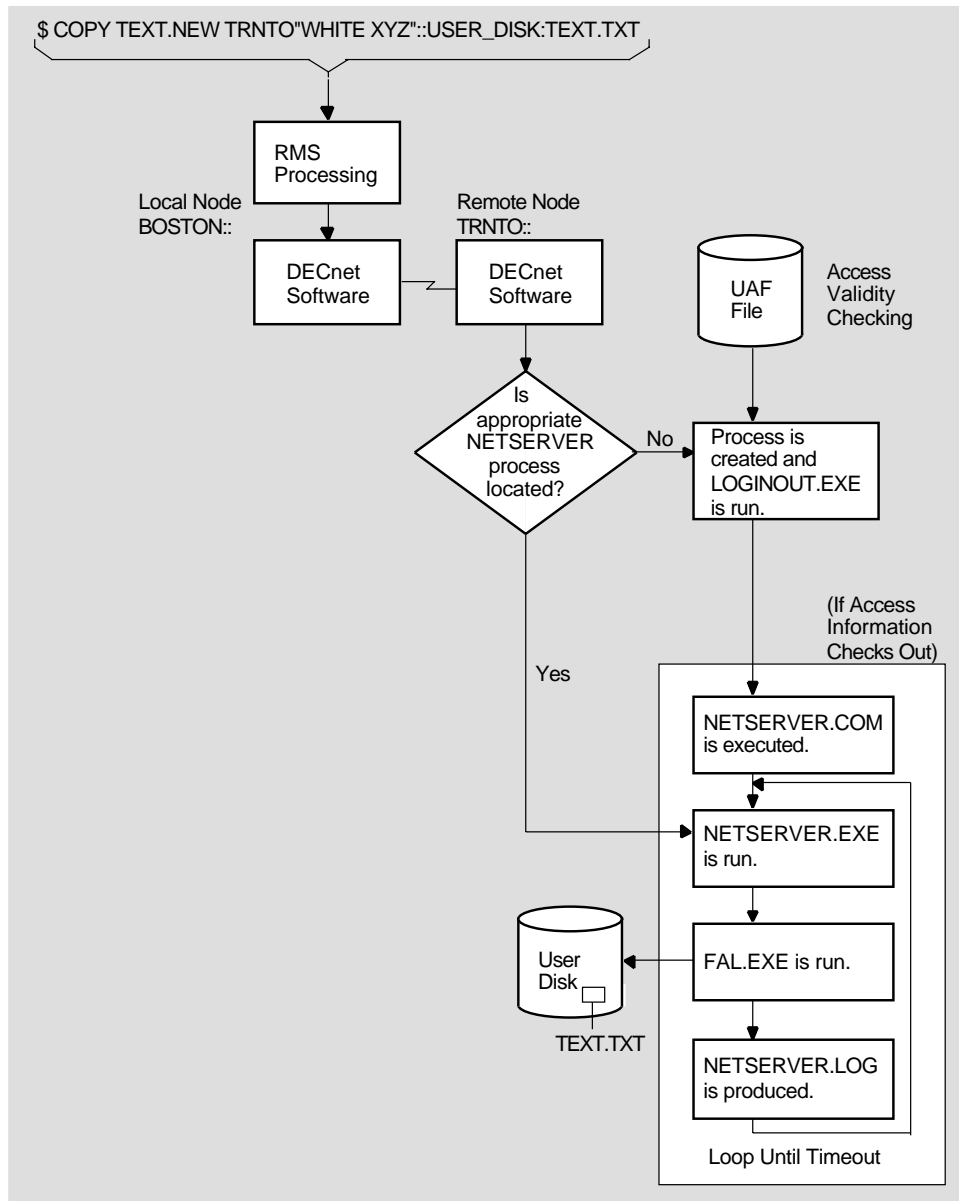 $ COPY TEXT.NEW TRNTO"WHITE XYZ"::USER_DISK:TEXT.TXT
RMS
Processing
Local Node
BOSTON::
Remote Node
TRNTO::
DECnet
Software
DECnet
Software
UAF
File
Access
Validity
Checking
Is
appropriate
NETSERVER
process
located?
No
Process is
created and
LOGINOUT.EXE
is run.
(If Access
Information
Checks Out)
Yes
NETSERVER.COM
is executed.
NETSERVER.EXE
is run.
User
Disk
TEXT.TXT
FAL.EXE is run.
NETSERVER.LOG
is produced.
Loop Until Timeout